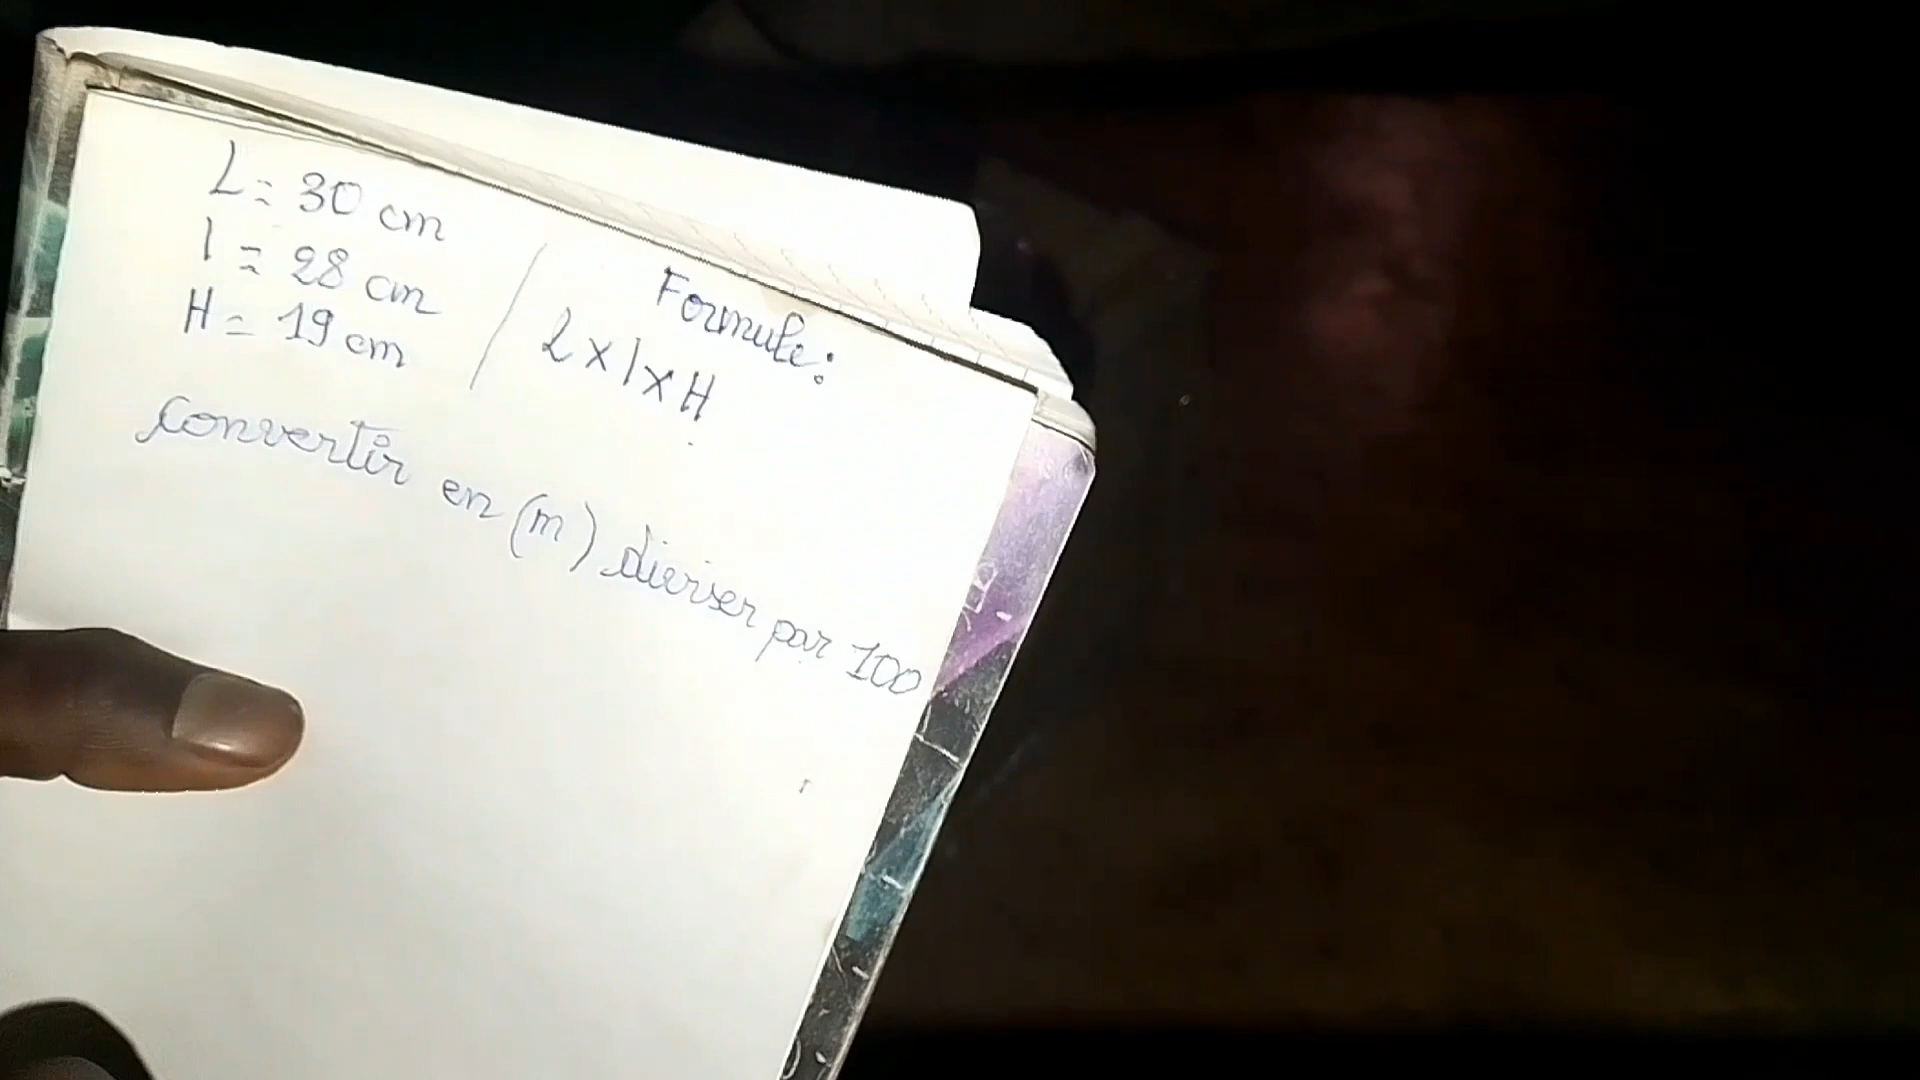 L = 30 cm
l = 28 cm
H = 19 cm
Formule:
L x l x H
convertir en (m) diviser par 100